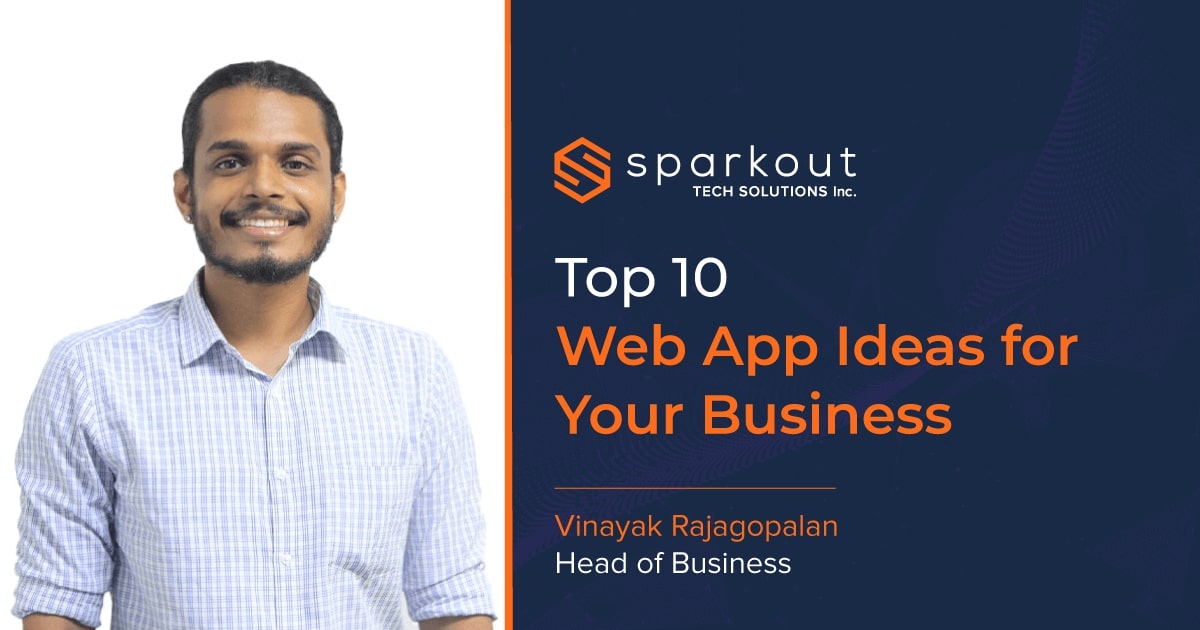 sparkout
TECH SOLUTIONS Inc.
Top 10
Web App Ideas for
Your Business
Vinayak Rajagopalan
Head of Business